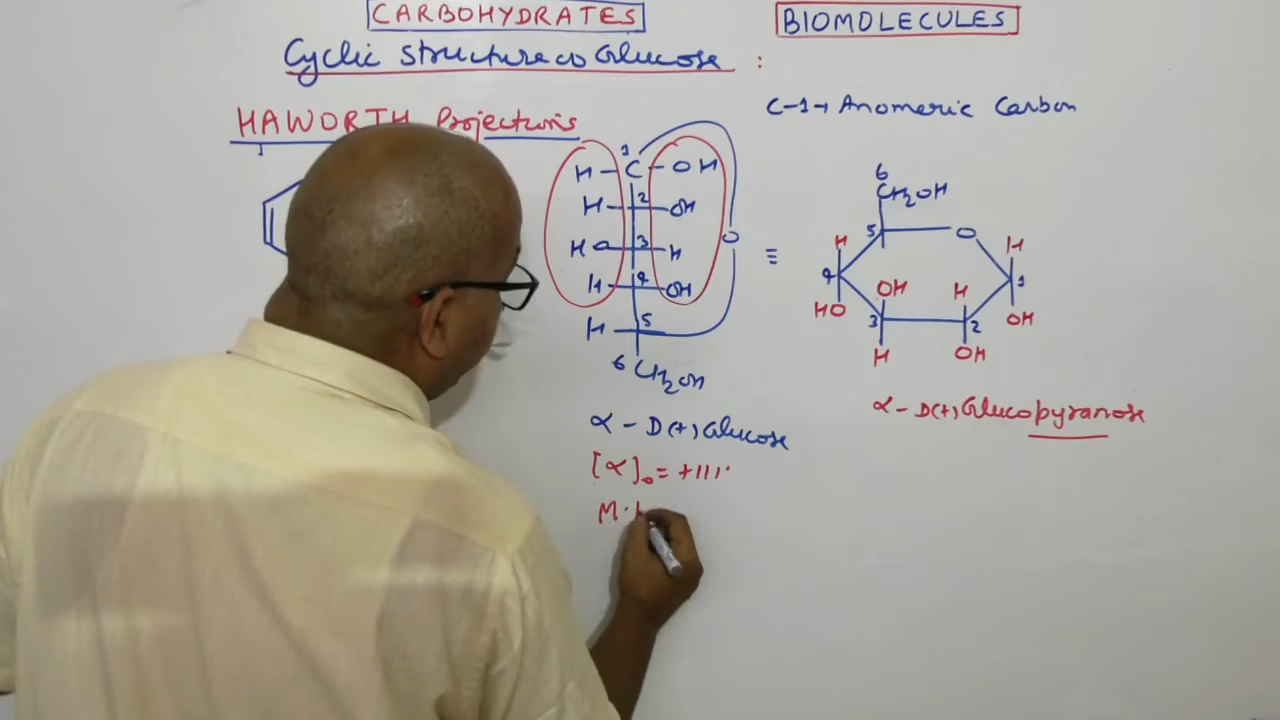 CARBOHYDRATES
BIOMOLECULES
Cyclic structure of Glucose :
C-1→ Anomeric Carbon
HAWORTH Projections
1
H - C - OH
H 2 OH
HO 3 H
H 4 OH
O
H 5
6 CH2OH
≡
6
CH2OH
5 O
H H
4 1
OH H
HO OH
3 2
H OH
α - D(+) Glucose
α - D(+) Glucopyranose
[α]D = +111°
M.